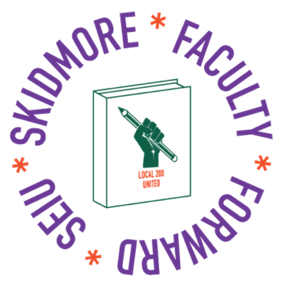 SKIDMORE * FACULTY * FORWARD * SEIU *
LOCAL 200
UNITED